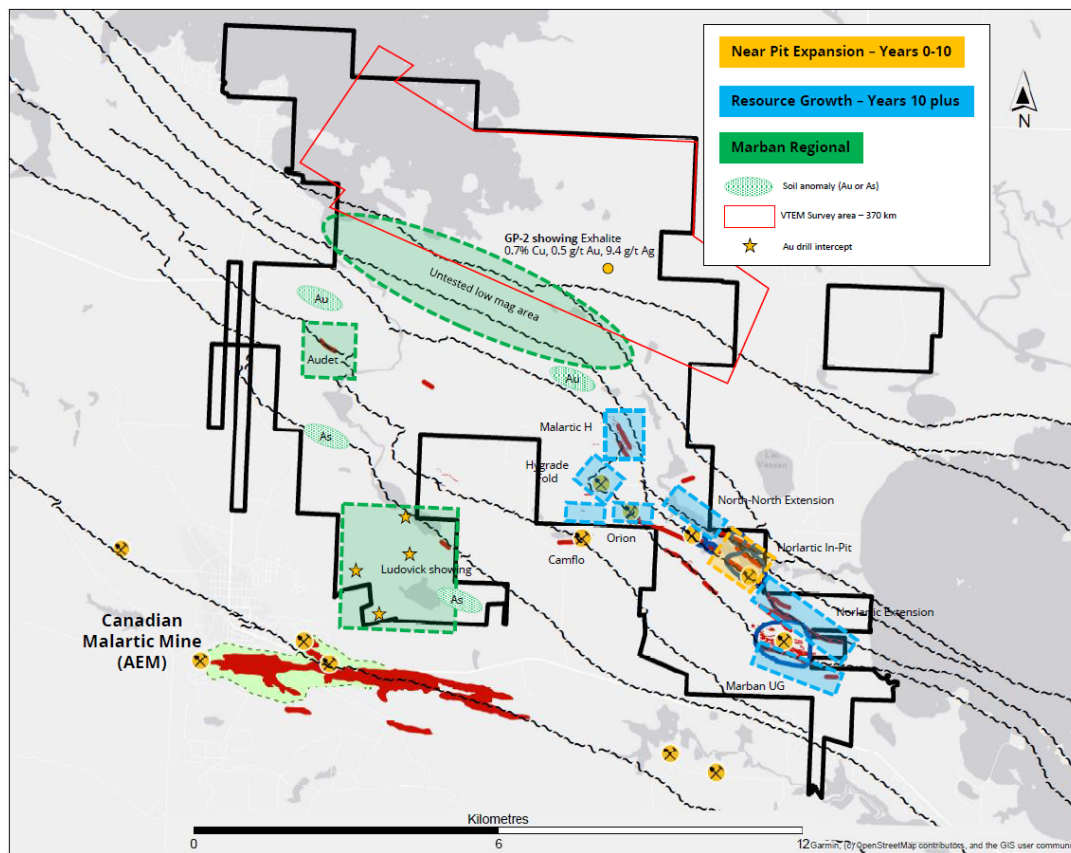 Near Pit Expansion – Years 0-10
Resource Growth – Years 10 plus
Marban Regional
Soil anomaly (Au or As)
VTEM Survey area – 370 km
Au drill intercept
N
GP-2 showing Exhalite
0.7% Cu, 0.5 g/t Au, 9.4 g/t Ag
Untested low mag area
Au
Audet
Au
As
Malartic H
Hygrade
Fold
North-North Extension
Orion
Norlartic In-Pit
Camflo
Ludovick showing
As
Norlartic Extension
Canadian
Malartic Mine
(AEM)
Marban UG
Kilometres
0
6
12
Garmin, (c) OpenStreetMap contributors, and the GIS user communi